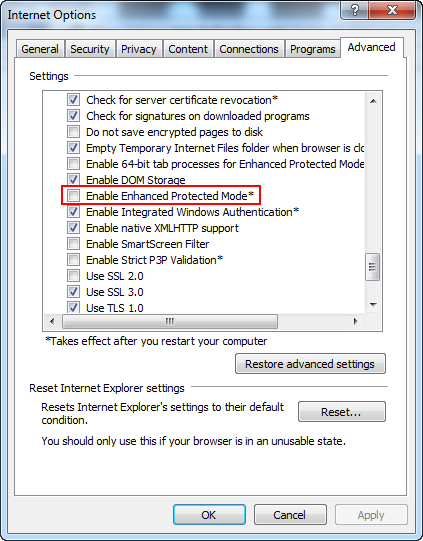 Internet Options
?
General Security Privacy Content Connections Programs Advanced
Settings
Check for server certificate revocation*
Check for signatures on downloaded programs
Do not save encrypted pages to disk
Empty Temporary Internet Files folder when browser is clo
Enable 64-bit tab processes for Enhanced Protected Mode
Enable DOM Storage
Enable Enhanced Protected Mode*
Enable Integrated Windows Authentication*
Enable native XMLHTTP support
Enable SmartScreen Filter
Enable Strict P3P Validation*
Use SSL 2.0
Use SSL 3.0
Use TLS 1.0
*Takes effect after you restart your computer
Restore advanced settings
Reset Internet Explorer settings
Resets Internet Explorer's settings to their default
condition.
Reset...
You should only use this if your browser is in an unusable state.
OK Cancel Apply